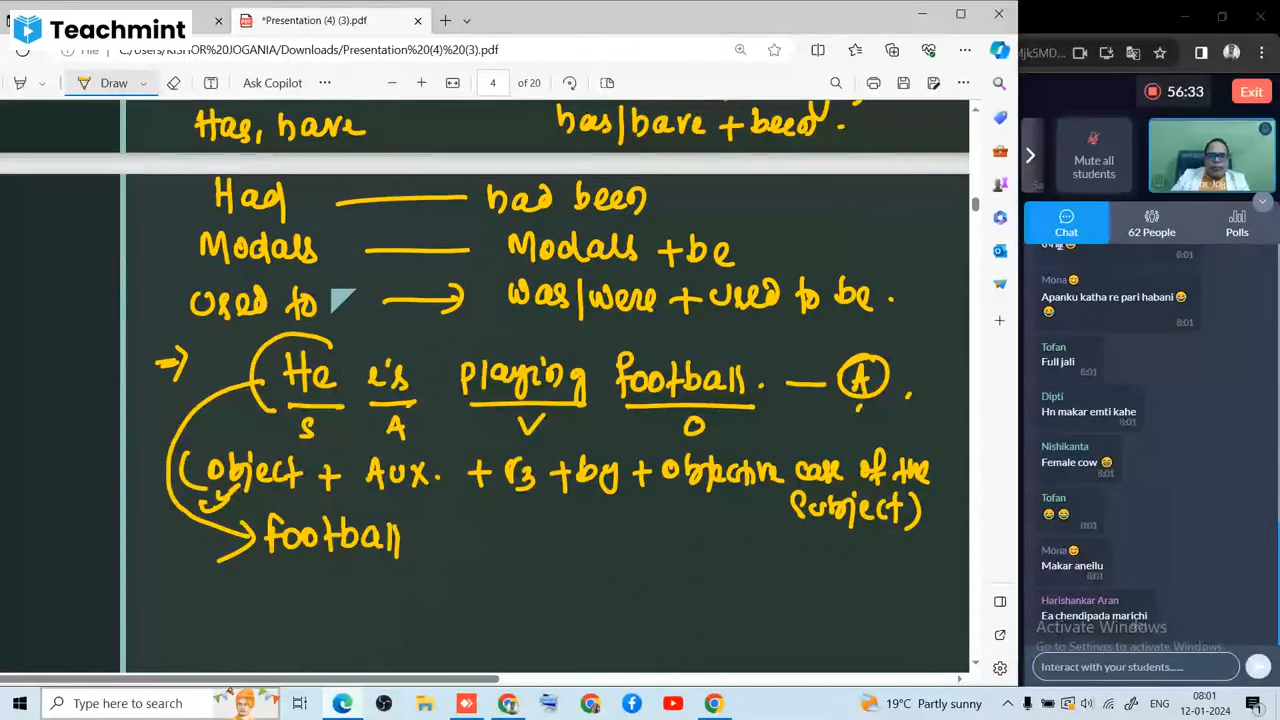 Teachmint
*Presentation (4) (3).pdf
File C:/Users/KISHOR%20JOGANIA/Downloads/Presentation%20(4)%20(3).pdf
Draw
Ask Copilot
4 of 20
Has, have has/have + been
Had had been
Modals Modals + be
Used to → was/were + used to be.
→ He is playing football. — A.
S A V O
(object + Aux. + V3 + by + objective case of the
Subject)
→ football
56:33
Exit
Mute all
students
Chat
62 People
Polls
8:01
Mona
Apanku katha re pari habani
8:01
Tofan
Full jali
8:01
Dipti
Hn makar emti kahe
8:01
Nishikanta
Female cow
8:01
Tofan
8:01
Mona
Makar aneilu
8:01
Harishankar Aran
Ea chendipada marichi
8:01
Activate Windows
Go to Settings to activate Windows.
Interact with your students......
Type here to search
19°C Partly sunny
ENG
08:01
12-01-2024